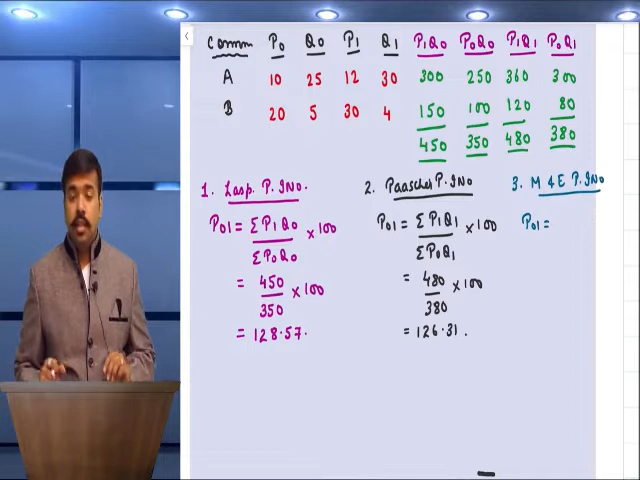 Comm P0 Q0 P1 Q1 P1Q0 P0Q0 P1Q1 P0Q1
A 10 25 12 30 300 250 360 300
B 20 5 30 4 150 100 120 80
450 350 480 380
1. Lasp. P. INo.
P01 = ΣP1Q0 × 100
ΣP0Q0
= 450 × 100
350
= 128.57.
2. Paasches P. INo
P01 = ΣP1Q1 × 100
ΣP0Q1
= 480 × 100
380
= 126.31.
3. M & E P. INo
P01 =